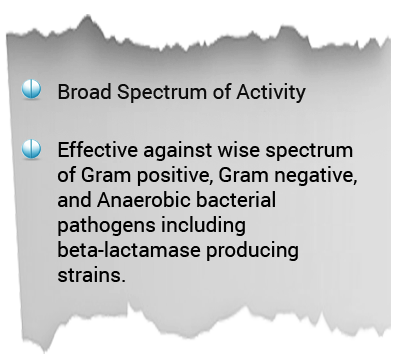 Broad Spectrum of Activity
Effective against wise spectrum
of Gram positive, Gram negative,
and Anaerobic bacterial
pathogens including
beta-lactamase producing
strains.